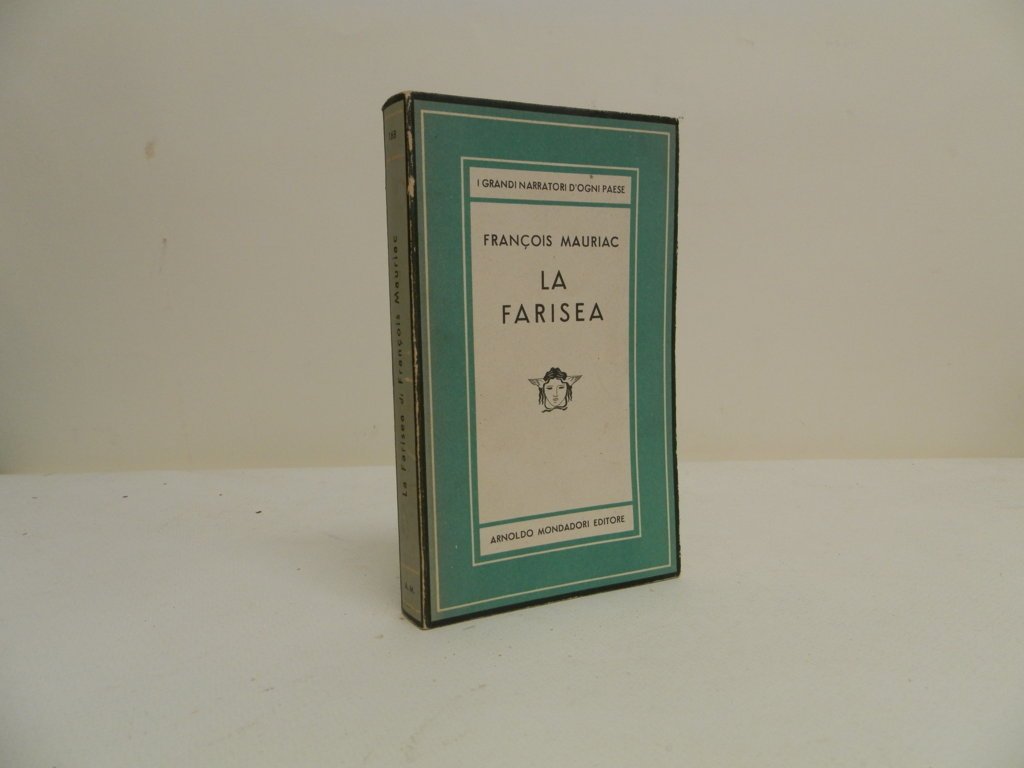 I GRANDI NARRATORI D'OGNI PAESE
FRANÇOIS MAURIAC
LA
FARISEA
ARNOLDO MONDADORI EDITORE
La Farisea di François Mauriac
A.M.